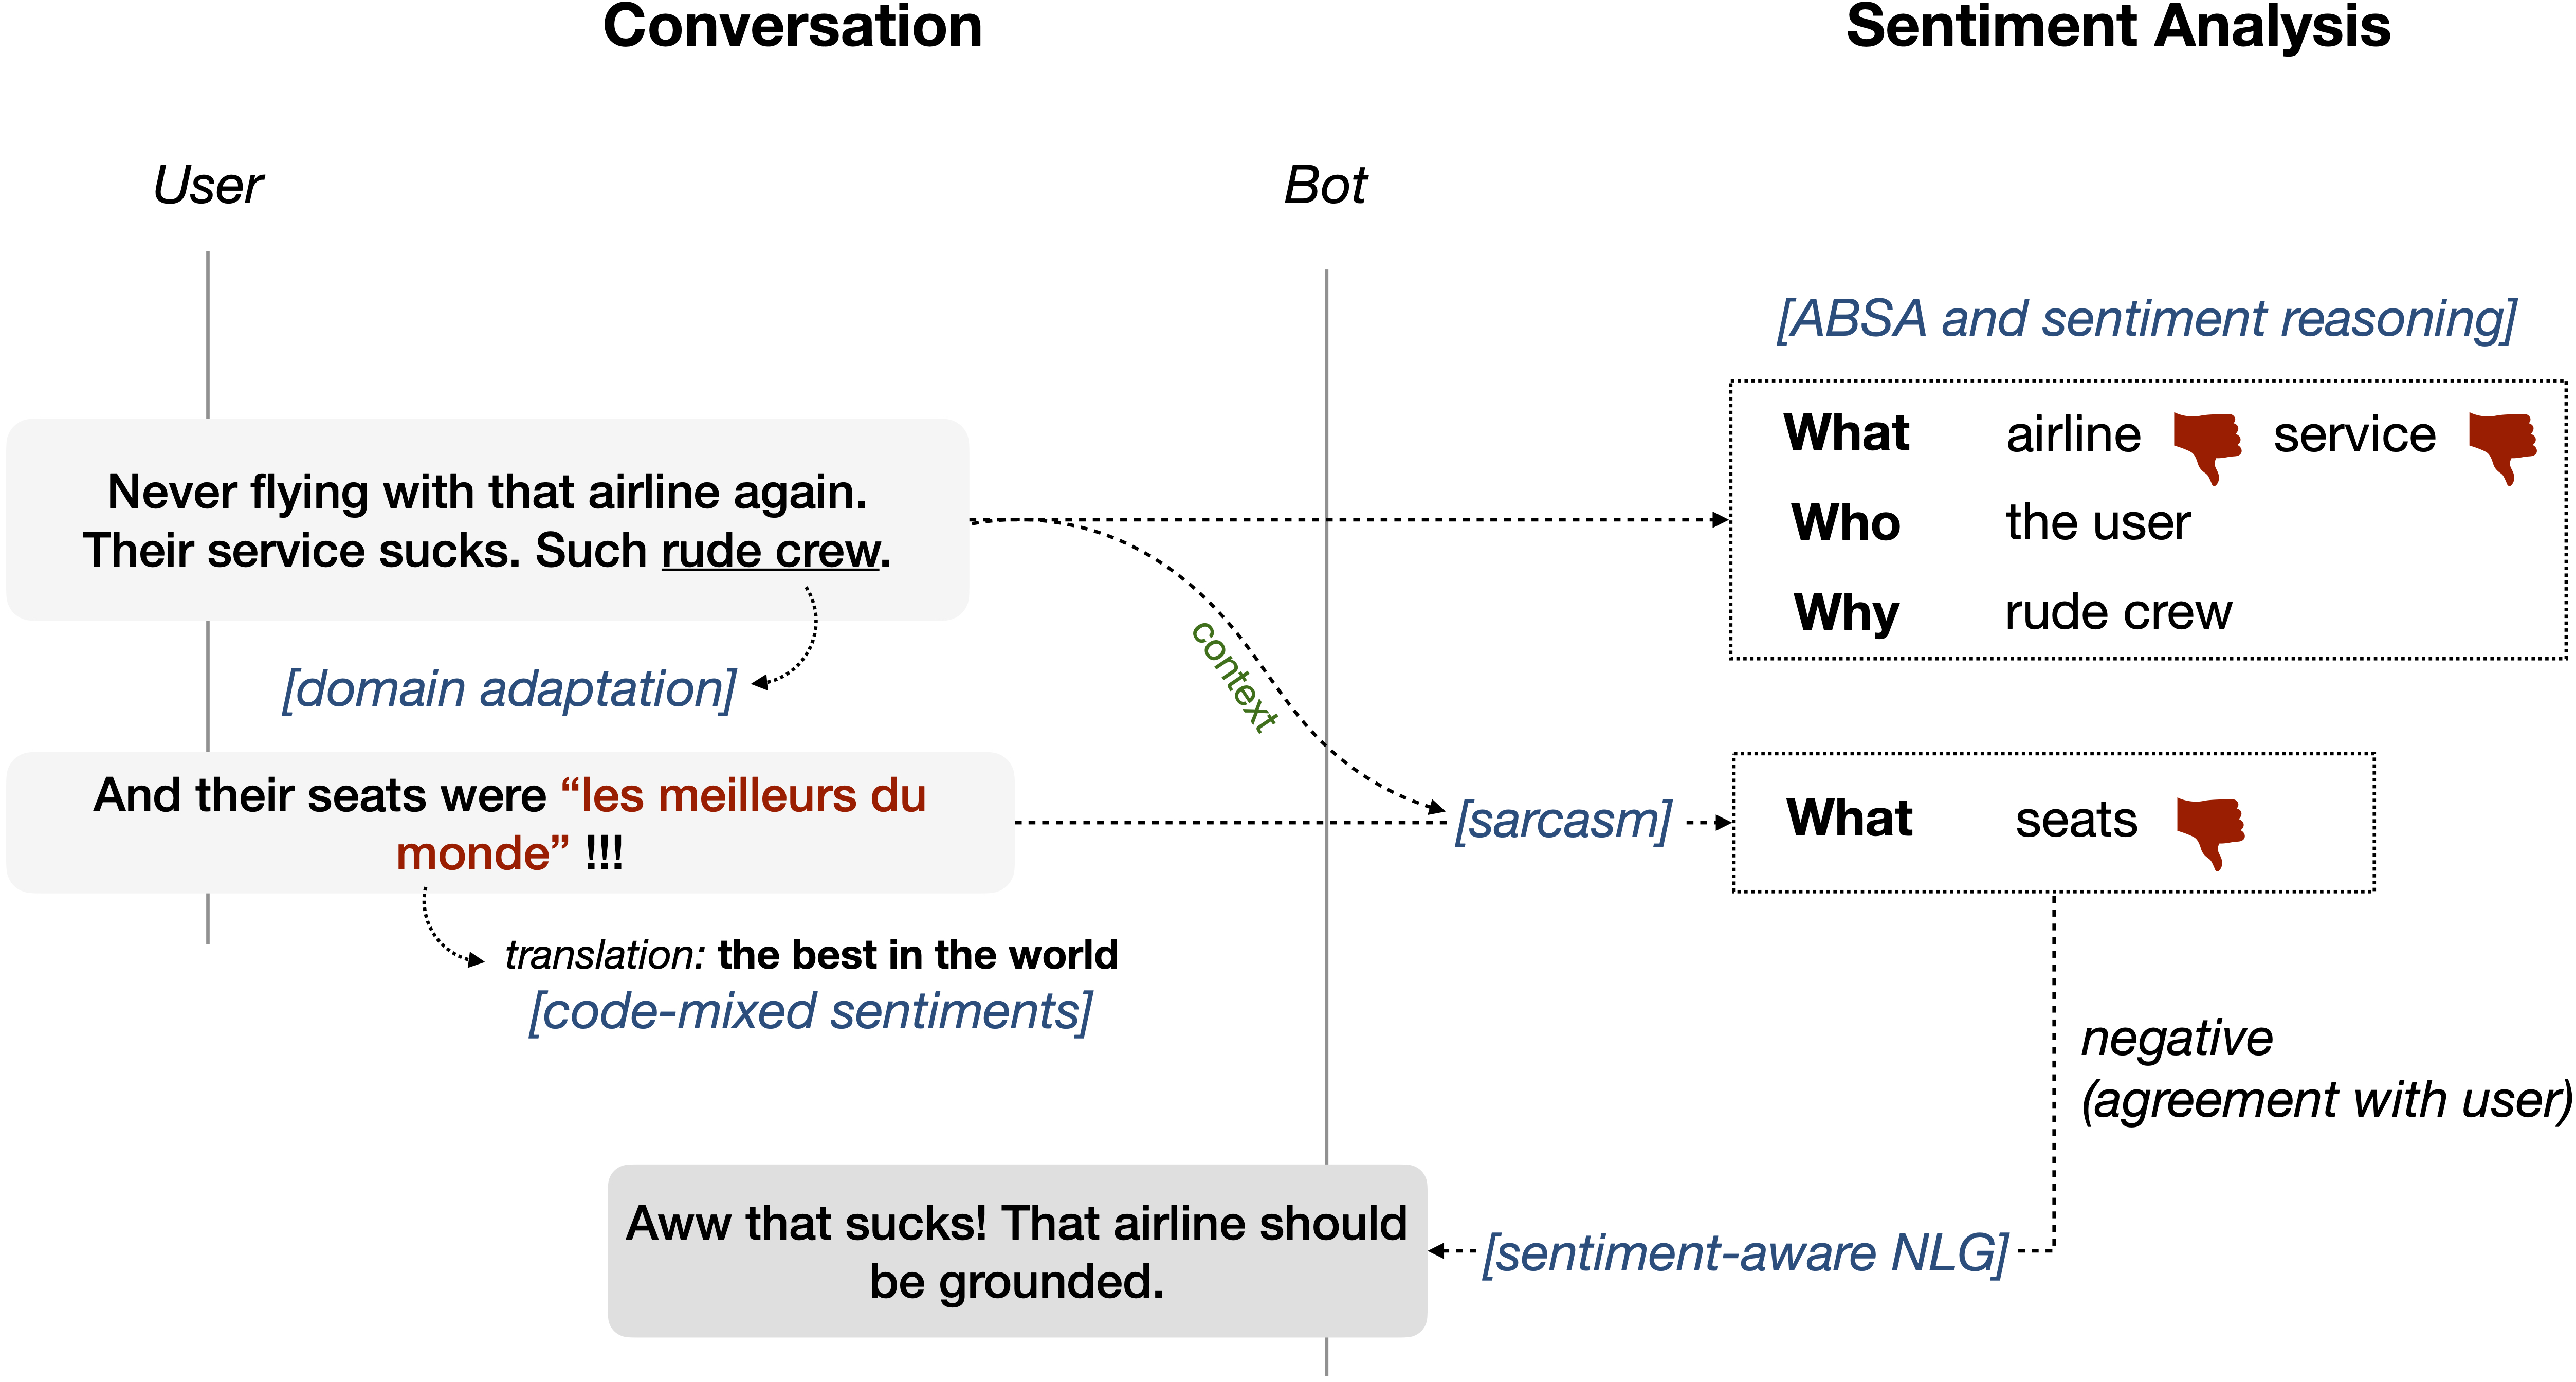 Conversation
Sentiment Analysis
User
Bot
[ABSA and sentiment reasoning]
Never flying with that airline again.
Their service sucks. Such rude crew.
What airline service
Who the user
Why rude crew
[domain adaptation]
context
And their seats were “les meilleurs du
monde” !!!
[sarcasm]
What seats
translation: the best in the world
[code-mixed sentiments]
negative
(agreement with user)
Aww that sucks! That airline should
be grounded.
[sentiment-aware NLG]